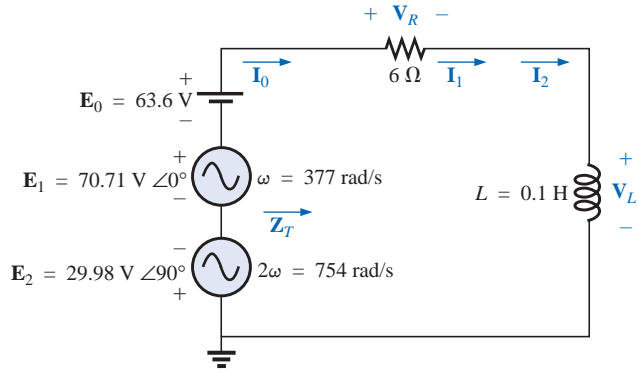 + V_R −
I_0
6 Ω
I_1
I_2
+
E_0 = 63.6 V
−
+
E_1 = 70.71 V ∠0°
−
ω = 377 rad/s
L = 0.1 H
+
V_L
−
Z_T
−
E_2 = 29.98 V ∠90°
+
2ω = 754 rad/s